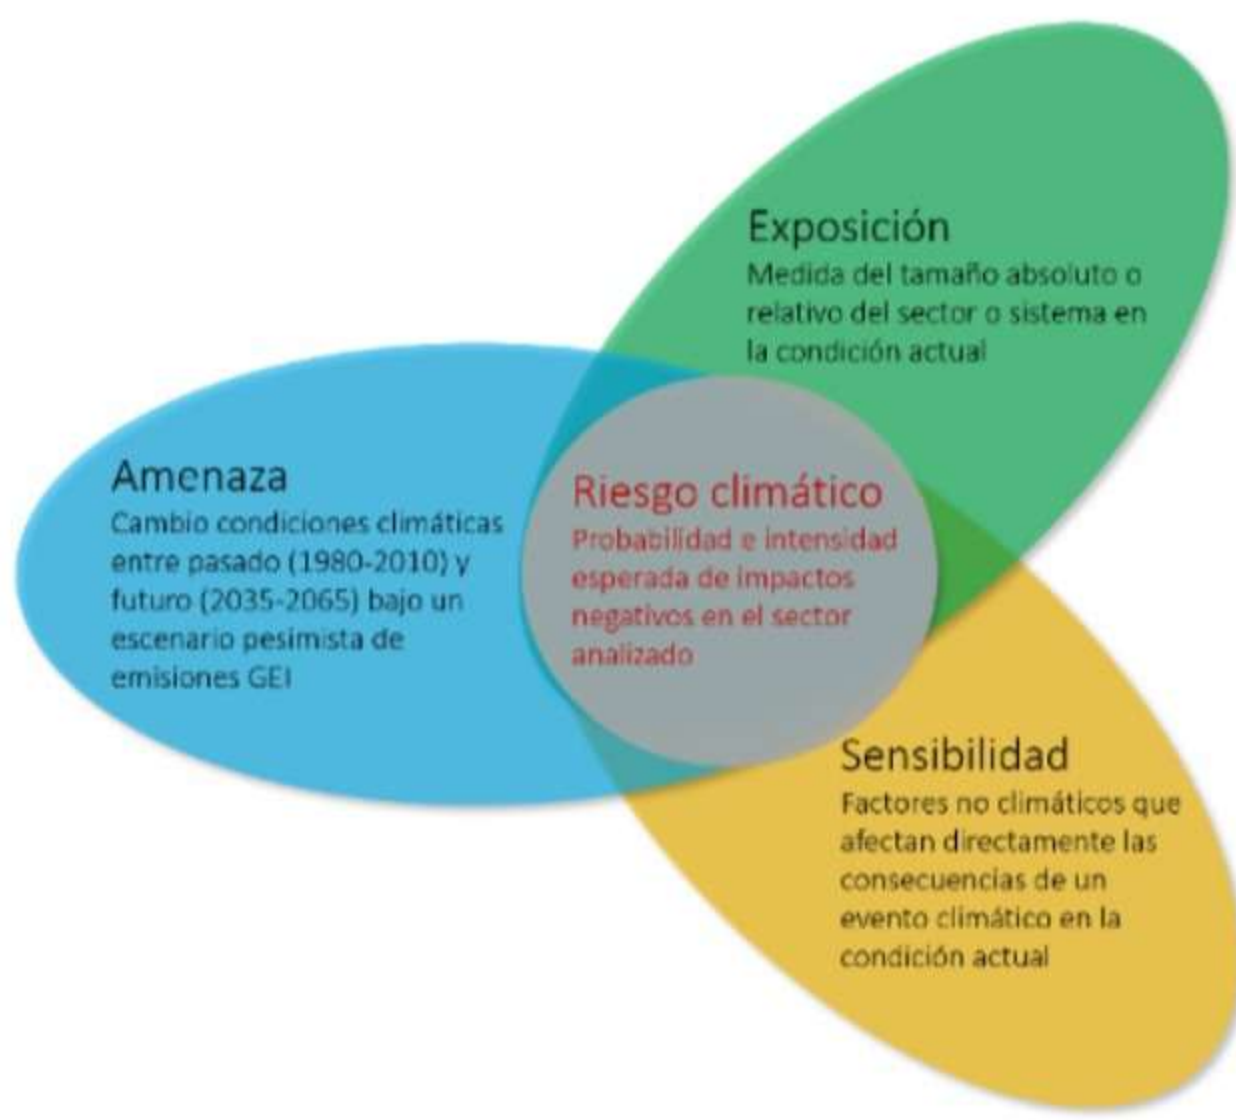 Exposición
Medida del tamaño absoluto o
relativo del sector o sistema en
la condición actual
Amenaza
Cambio condiciones climáticas
entre pasado (1980-2010) y
futuro (2035-2065) bajo un
escenario pesimista de
emisiones GEI
Riesgo climático
Probabilidad e intensidad
esperada de impactos
negativos en el sector
analizado
Sensibilidad
Factores no climáticos que
afectan directamente las
consecuencias de un
evento climático en la
condición actual